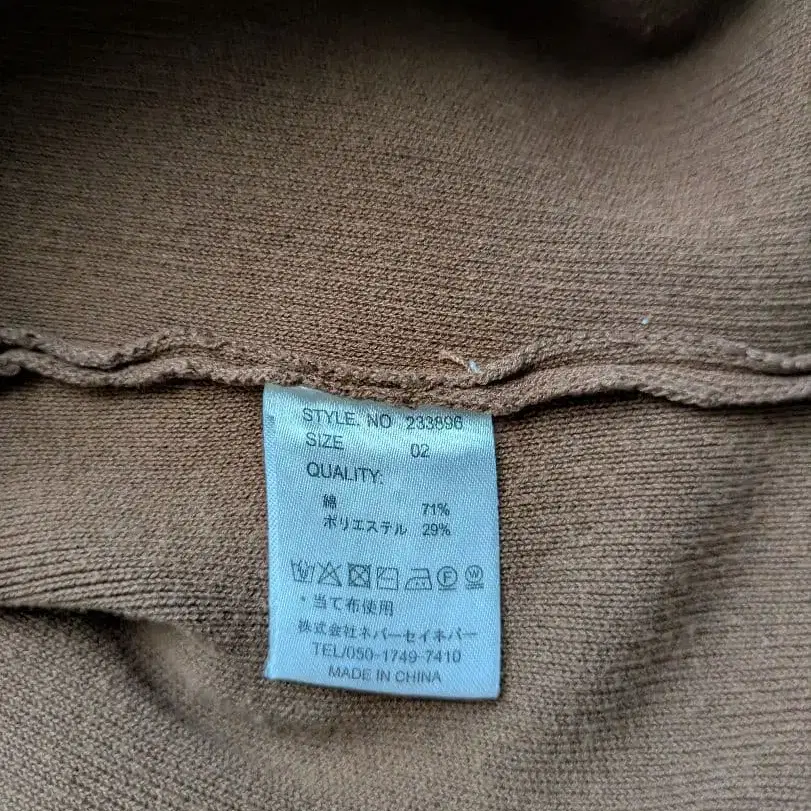 STYLE. NO 233896
SIZE 02
QUALITY:
綿 71%
ポリエステル 29%
F W
* 当て布使用
株式会社ネバーセイネバー
TEL/050-1749-7410
MADE IN CHINA